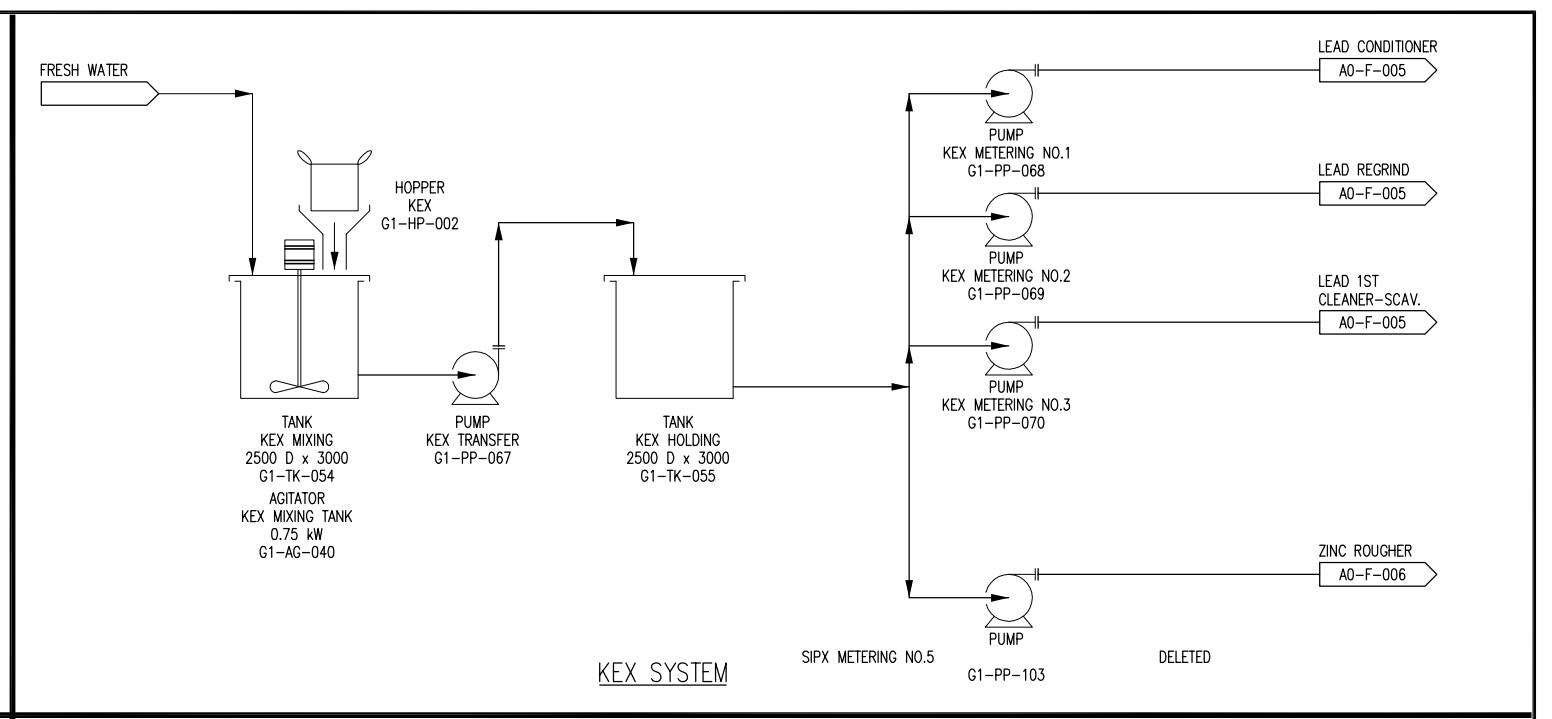 FRESH WATER
HOPPER
KEX
G1-HP-002
TANK
KEX MIXING
2500 D x 3000
G1-TK-054
AGITATOR
KEX MIXING TANK
0.75 kW
G1-AG-040
PUMP
KEX TRANSFER
G1-PP-067
TANK
KEX HOLDING
2500 D x 3000
G1-TK-055
PUMP
KEX METERING NO.1
G1-PP-068
LEAD CONDITIONER
A0-F-005
PUMP
KEX METERING NO.2
G1-PP-069
LEAD REGRIND
A0-F-005
PUMP
KEX METERING NO.3
G1-PP-070
LEAD 1ST
CLEANER-SCAV.
A0-F-005
PUMP
SIPX METERING NO.5
G1-PP-103
ZINC ROUGHER
A0-F-006
DELETED
KEX SYSTEM